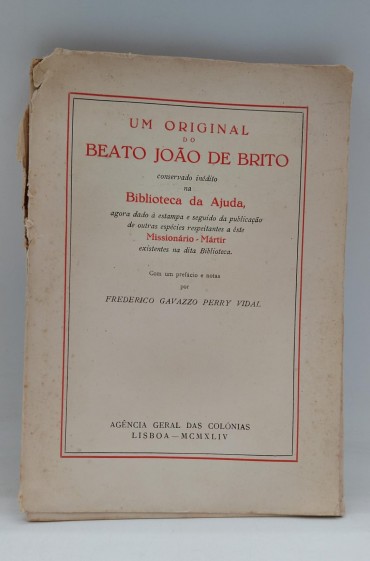 UM ORIGINAL
DO
BEATO JOÃO DE BRITO
conservado inédito
na
Biblioteca da Ajuda,
agora dado à estampa e seguido da publicação
de outras espécies respeitantes a êste
Missionário-Mártir
existentes na dita Biblioteca.
Com um prefácio e notas
por
FREDERICO GAVAZZO PERRY VIDAL
AGÊNCIA GERAL DAS COLÓNIAS
LISBOA — MCMXLIV